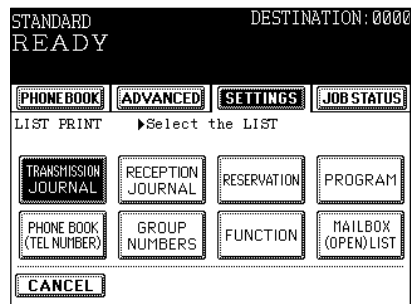 STANDARD DESTINATION:0000
READY
PHONE BOOK ADVANCED SETTINGS JOB STATUS
LIST PRINT ▶Select the LIST
TRANSMISSION JOURNAL
RECEPTION JOURNAL
RESERVATION
PROGRAM
PHONE BOOK (TEL NUMBER)
GROUP NUMBERS
FUNCTION
MAILBOX (OPEN)LIST
CANCEL